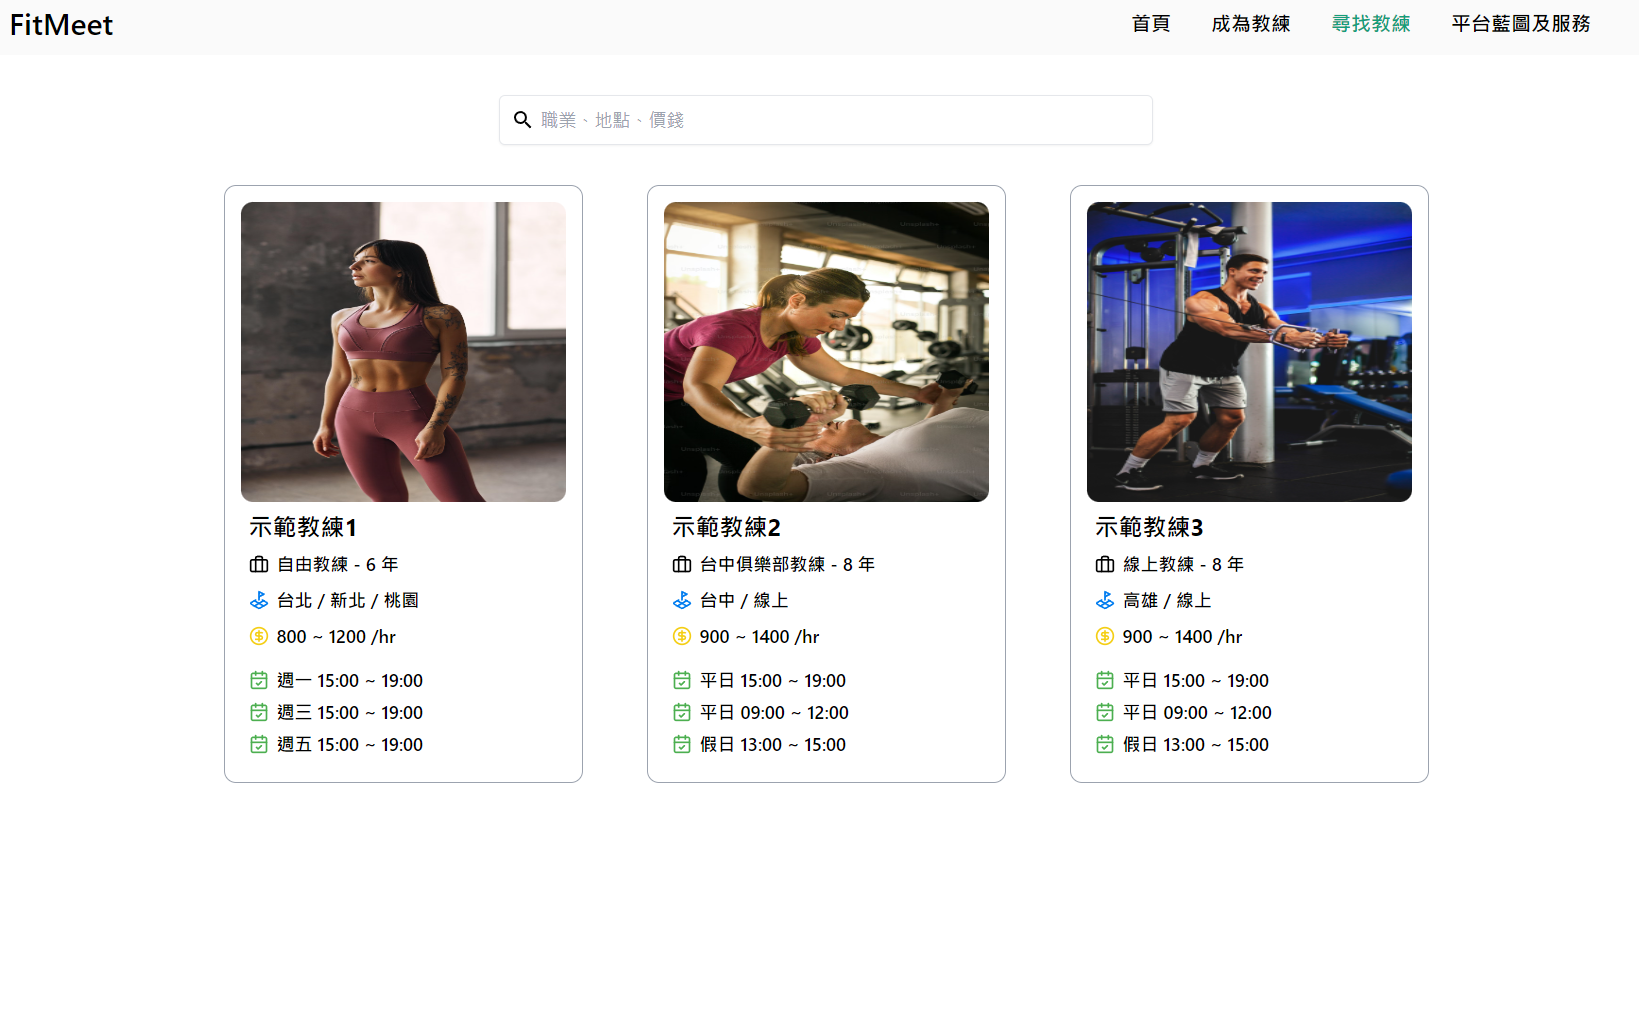 FitMeet
首頁 成為教練 尋找教練 平台藍圖及服務
職業、地點、價錢
示範教練1
自由教練 - 6 年
台北 / 新北 / 桃園
800 ~ 1200 /hr
週一 15:00 ~ 19:00
週三 15:00 ~ 19:00
週五 15:00 ~ 19:00
示範教練2
台中俱樂部教練 - 8 年
台中 / 線上
900 ~ 1400 /hr
平日 15:00 ~ 19:00
平日 09:00 ~ 12:00
假日 13:00 ~ 15:00
示範教練3
線上教練 - 8 年
高雄 / 線上
900 ~ 1400 /hr
平日 15:00 ~ 19:00
平日 09:00 ~ 12:00
假日 13:00 ~ 15:00